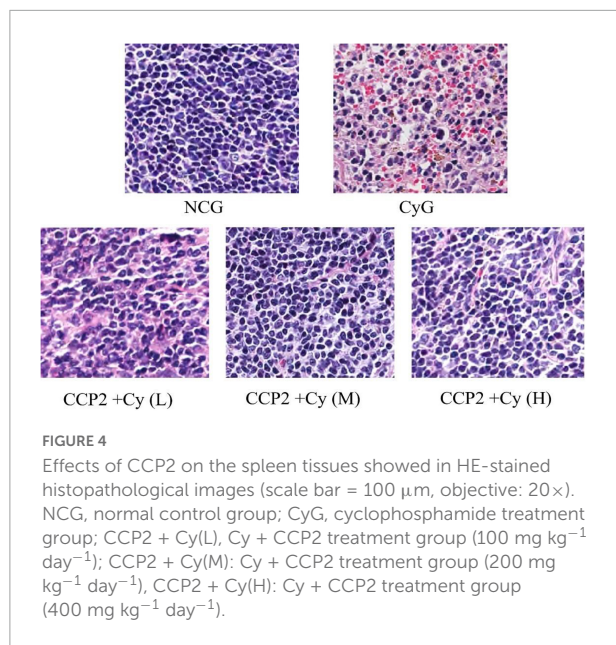 NCG CyG
CCP2 +Cy (L) CCP2 +Cy (M) CCP2 +Cy (H)
FIGURE 4
Effects of CCP2 on the spleen tissues showed in HE-stained
histopathological images (scale bar = 100 μm, objective: 20×).
NCG, normal control group; CyG, cyclophosphamide treatment
group; CCP2 + Cy(L), Cy + CCP2 treatment group (100 mg kg⁻¹
day⁻¹); CCP2 + Cy(M): Cy + CCP2 treatment group (200 mg
kg⁻¹ day⁻¹), CCP2 + Cy(H): Cy + CCP2 treatment group
(400 mg kg⁻¹ day⁻¹).